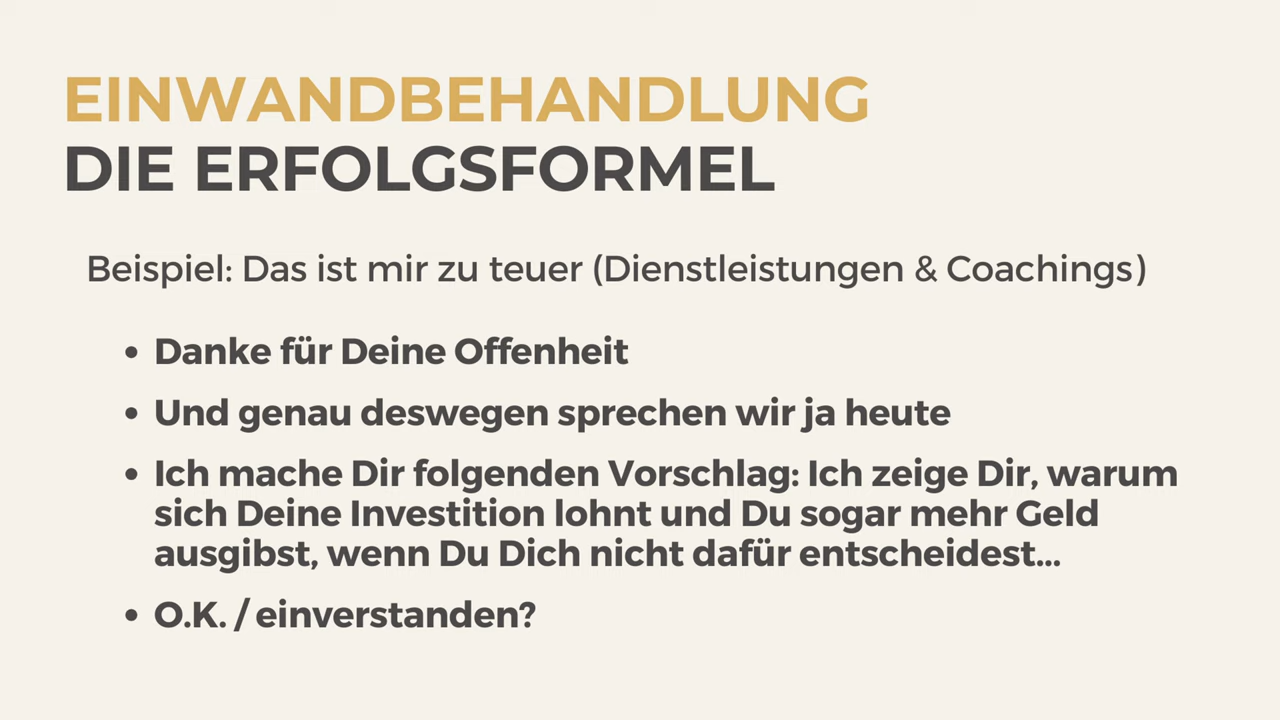 EINWANDBEHANDLUNG
DIE ERFOLGSFORMEL
Beispiel: Das ist mir zu teuer (Dienstleistungen & Coachings)
• Danke für Deine Offenheit
• Und genau deswegen sprechen wir ja heute
• Ich mache Dir folgenden Vorschlag: Ich zeige Dir, warum
sich Deine Investition lohnt und Du sogar mehr Geld
ausgibst, wenn Du Dich nicht dafür entscheidest...
• O.K. / einverstanden?